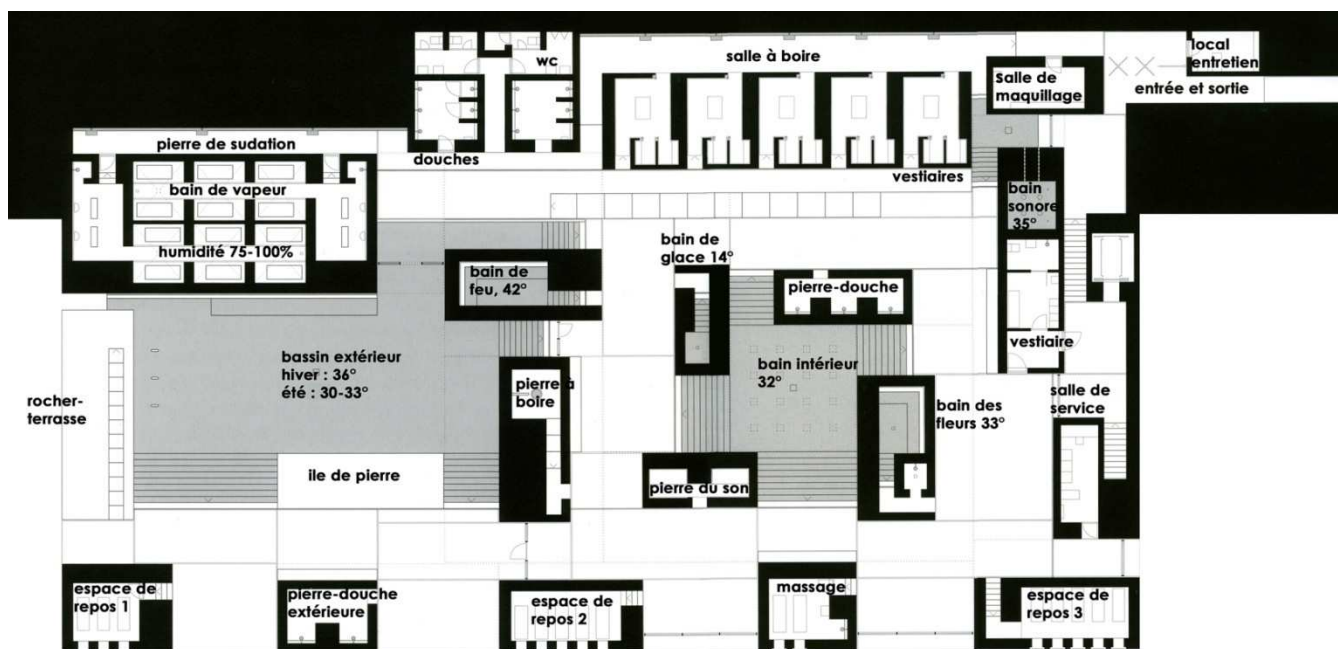 wc
salle à boire
local
entretien
salle de
maquillage
entrée et sortie
pierre de sudation
douches
vestiaires
bain de vapeur
bain
sonore
35°
humidité 75-100%
bain de
feu, 42°
bain de
glace 14°
pierre-douche
bassin extérieur
hiver : 36°
été : 30-33°
rocher-
terrasse
pierre à
boire
bain intérieur
32°
vestiaire
bain des
fleurs 33°
salle de
service
ile de pierre
pierre du son
espace de
repos 1
pierre-douche
extérieure
espace de
repos 2
massage
espace de
repos 3